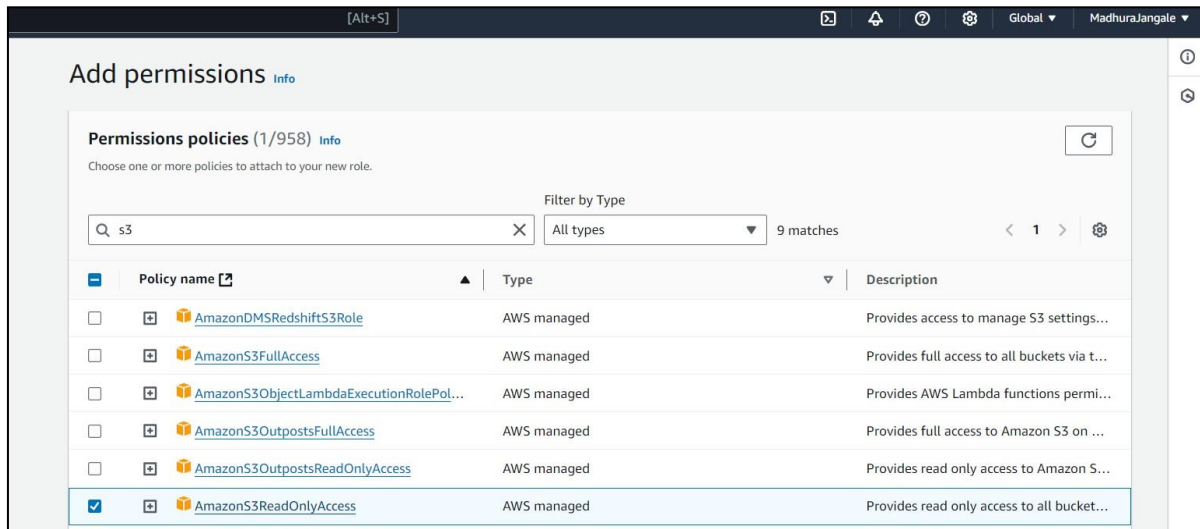 [Alt+S] Global MadhuraJangale
Add permissions Info
Permissions policies (1/958) Info
Choose one or more policies to attach to your new role.
Filter by Type
s3 All types 9 matches 1
Policy name Type Description
AmazonDMSRedshiftS3Role AWS managed Provides access to manage S3 settings...
AmazonS3FullAccess AWS managed Provides full access to all buckets via t...
AmazonS3ObjectLambdaExecutionRolePol... AWS managed Provides AWS Lambda functions permi...
AmazonS3OutpostsFullAccess AWS managed Provides full access to Amazon S3 on ...
AmazonS3OutpostsReadOnlyAccess AWS managed Provides read only access to Amazon S...
AmazonS3ReadOnlyAccess AWS managed Provides read only access to all bucket...